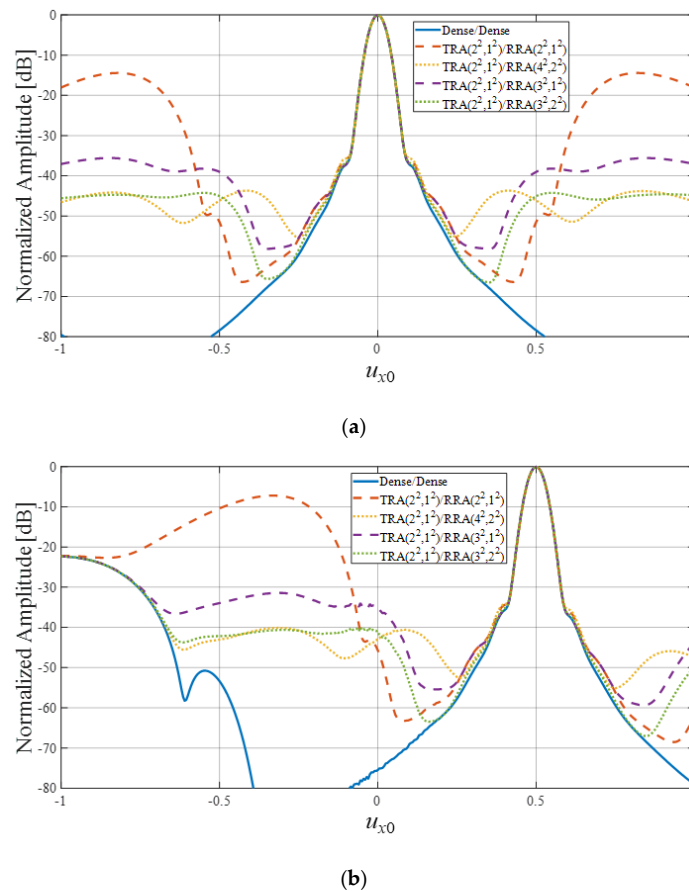 0
-10
-20
-30
-40
-50
-60
-70
-80
Normalized Amplitude [dB]
Dense/Dense
TRA(2²,1²)/RRA(2²,1²)
TRA(2²,1²)/RRA(4²,2²)
TRA(2²,1²)/RRA(3²,1²)
TRA(2²,1²)/RRA(3²,2²)
-1 -0.5 0 0.5
uₓ₀
(a)
0
-10
-20
-30
-40
-50
-60
-70
-80
Normalized Amplitude [dB]
Dense/Dense
TRA(2²,1²)/RRA(2²,1²)
TRA(2²,1²)/RRA(4²,2²)
TRA(2²,1²)/RRA(3²,1²)
TRA(2²,1²)/RRA(3²,2²)
-1 -0.5 0 0.5
uₓ₀
(b)